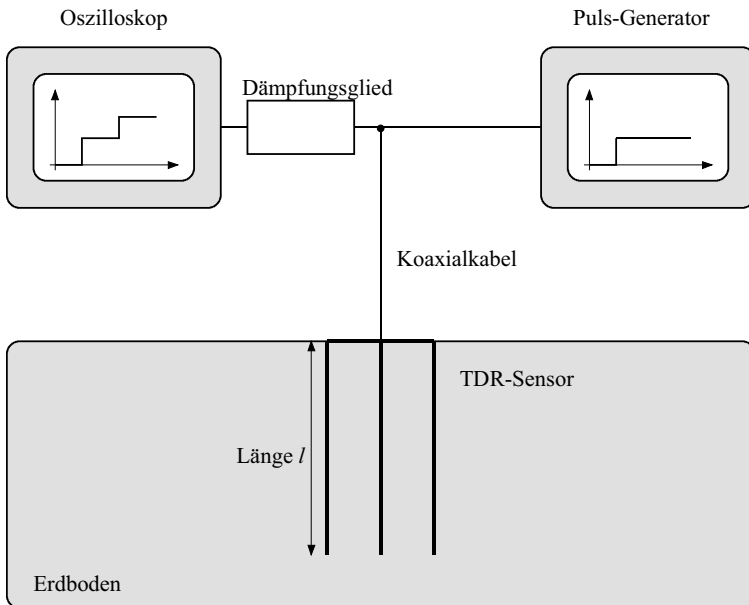 Oszilloskop
Puls-Generator
Dämpfungsglied
Koaxialkabel
TDR-Sensor
Länge l
Erdboden